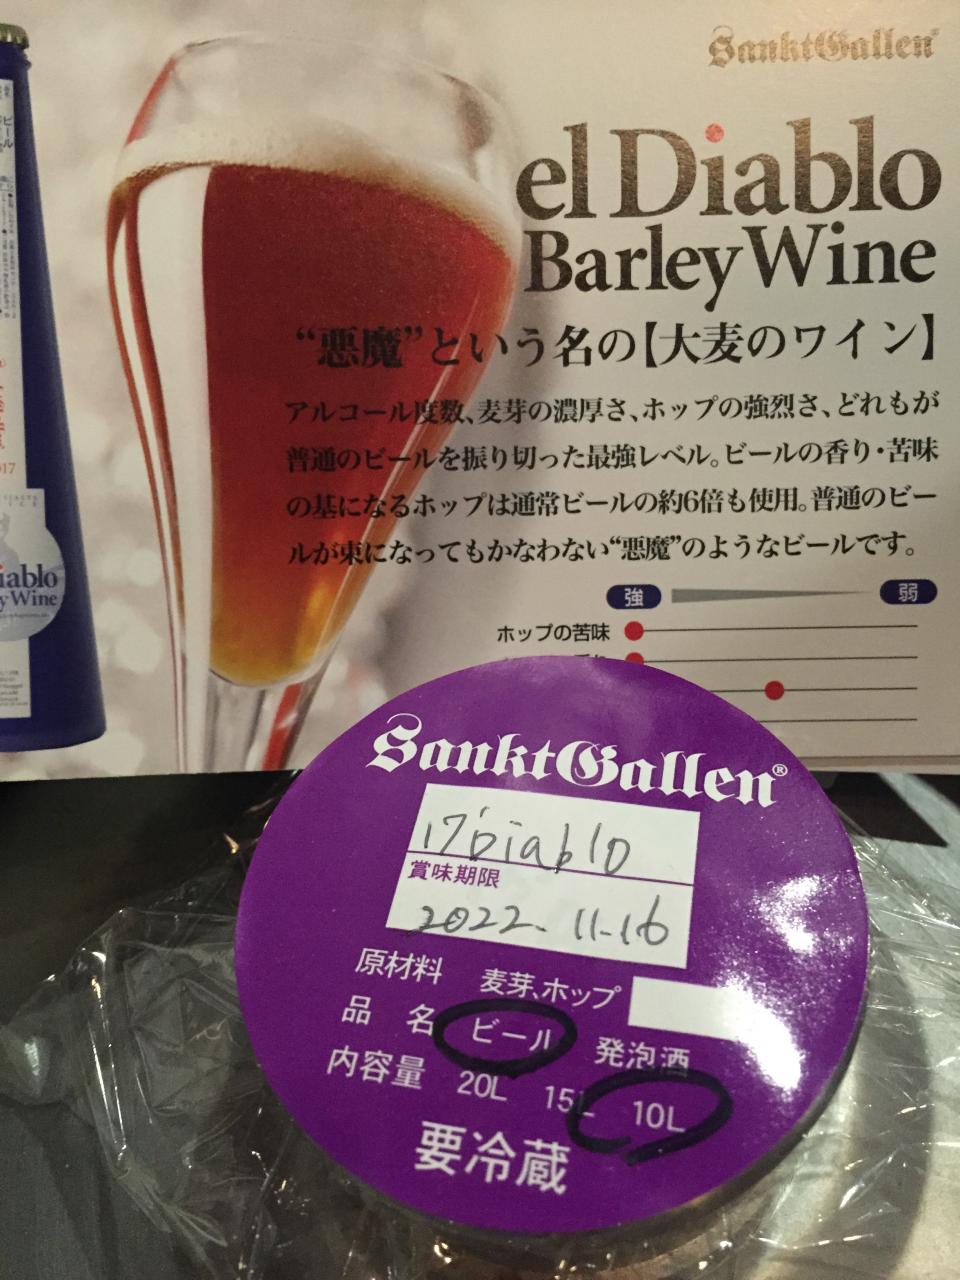 SanktGallen
el Diablo
Barley Wine
“悪魔”という名の【大麦のワイン】
アルコール度数、麦芽の濃厚さ、ホップの強烈さ、どれもが
普通のビールを振り切った最強レベル。ビールの香り・苦味
の基になるホップは通常ビールの約6倍も使用。普通のビー
ルが束になってもかなわない“悪魔”のようなビールです。
強 弱
ホップの苦味
iablo
y Wine
SanktGallen®
17'Diablo
賞味期限
2022.11-16
原材料 麦芽、ホップ
品名 ビール 発泡酒
内容量 20L 15L 10L
要冷蔵